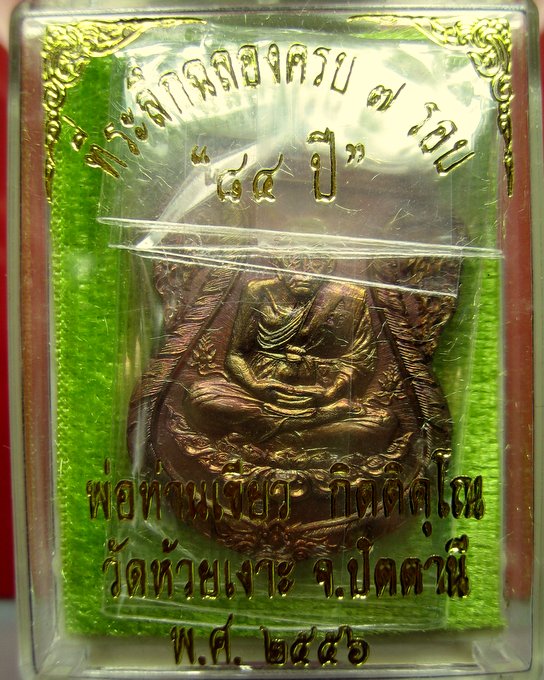 ที่ระลึกฉลองครบ ๗ รอบ
“๘๔ ปี”
พ่อท่านเขียว กิตติคุโณ
วัดห้วยเงาะ จ.ปัตตานี
พ.ศ. ๒๕๕๖